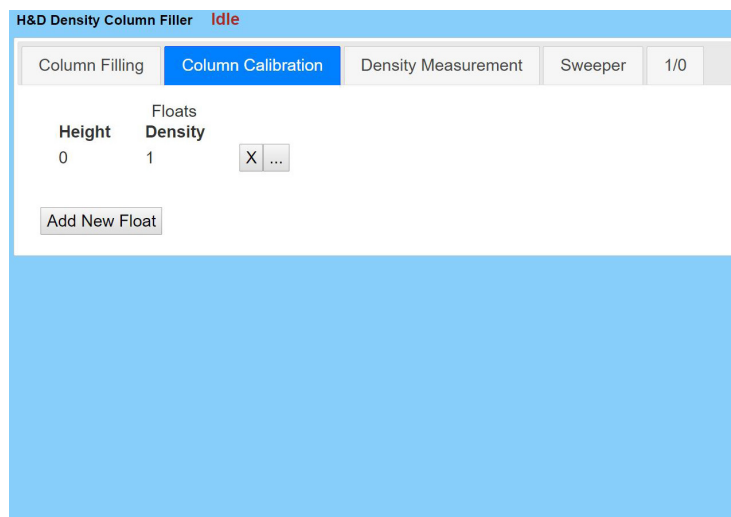 H&D Density Column Filler Idle
Column Filling Column Calibration Density Measurement Sweeper 1/0
Floats
Height Density
0 1 X ...
Add New Float